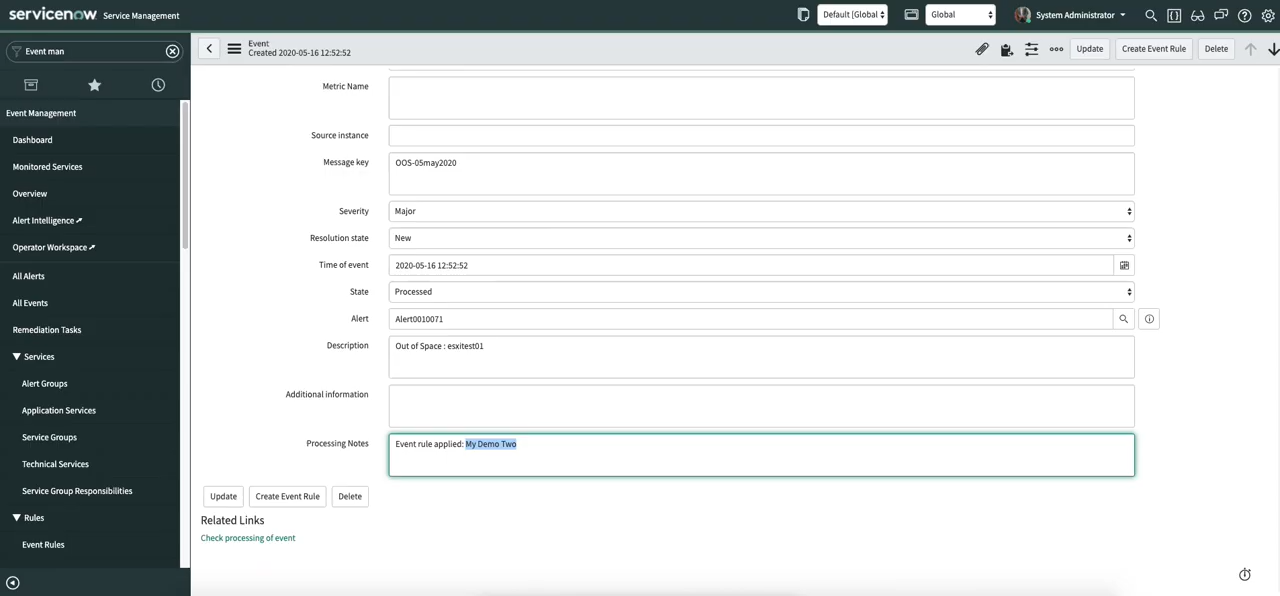 servicenow Service Management
Default [Global
Global
System Administrator
Event man
Event
Created 2020-05-16 12:52:52
Update
Create Event Rule
Delete
Event Management
Dashboard
Monitored Services
Overview
Alert Intelligence
Operator Workspace
All Alerts
All Events
Remediation Tasks
Services
Alert Groups
Application Services
Service Groups
Technical Services
Service Group Responsibilities
Rules
Event Rules
Metric Name
Source instance
Message key
OOS-05may2020
Severity
Major
Resolution state
New
Time of event
2020-05-16 12:52:52
State
Processed
Alert
Alert0010071
Description
Out of Space : esxitest01
Additional information
Processing Notes
Event rule applied: My Demo Two
Update
Create Event Rule
Delete
Related Links
Check processing of event